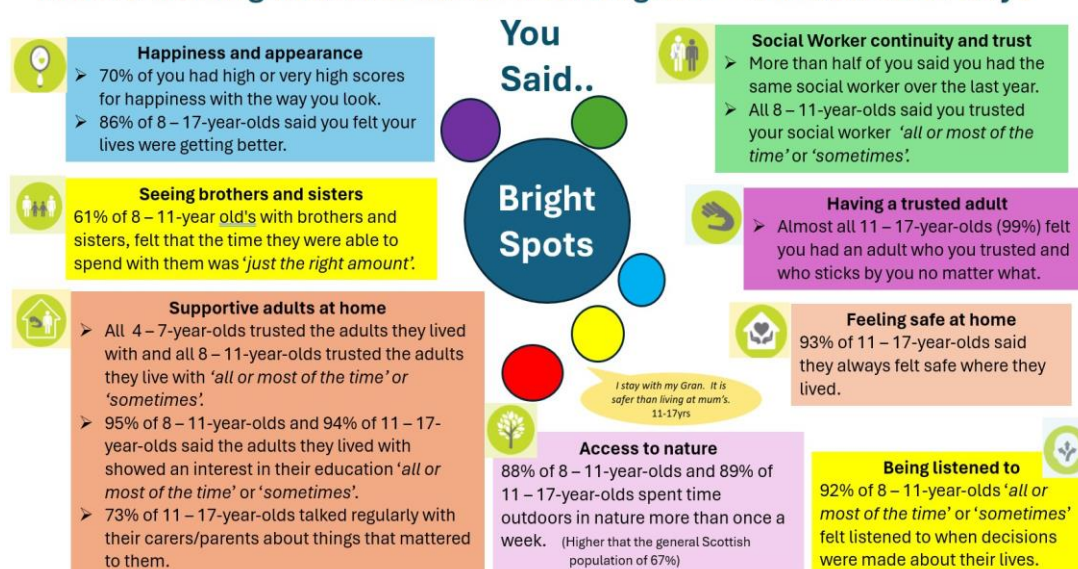 You
Said..
Bright
Spots
Happiness and appearance
➢ 70% of you had high or very high scores
for happiness with the way you look.
➢ 86% of 8 – 17-year-olds said you felt your
lives were getting better.
Seeing brothers and sisters
61% of 8 – 11-year old's with brothers and
sisters, felt that the time they were able to
spend with them was ‘just the right amount’.
Supportive adults at home
➢ All 4 – 7-year-olds trusted the adults they lived
with and all 8 – 11-year-olds trusted the adults
they live with ‘all or most of the time’ or
‘sometimes’.
➢ 95% of 8 – 11-year-olds and 94% of 11 – 17-
year-olds said the adults they lived with
showed an interest in their education ‘all or
most of the time’ or ‘sometimes’.
➢ 73% of 11 – 17-year-olds talked regularly with
their carers/parents about things that mattered
to them.
Social Worker continuity and trust
➢ More than half of you said you had the
same social worker over the last year.
➢ All 8 – 11-year-olds said you trusted
your social worker ‘all or most of the
time’ or ‘sometimes’.
Having a trusted adult
➢ Almost all 11 – 17-year-olds (99%) felt
you had an adult who you trusted and
who sticks by you no matter what.
Feeling safe at home
93% of 11 – 17-year-olds said
they always felt safe where they
lived.
I stay with my Gran. It is
safer than living at mum’s.
11-17yrs
Access to nature
88% of 8 – 11-year-olds and 89% of
11 – 17-year-olds spent time
outdoors in nature more than once a
week. (Higher that the general Scottish
population of 67%)
Being listened to
92% of 8 – 11-year-olds ‘all or
most of the time’ or ‘sometimes’
felt listened to when decisions
were made about their lives.